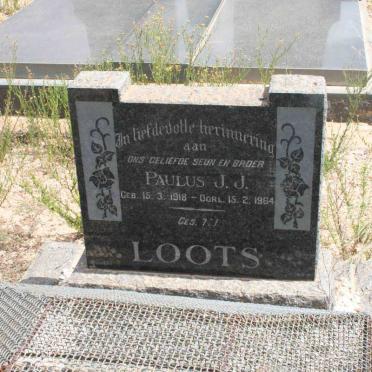 In liefdevolle herinnering
aan
ONS GELIEFDE SEUN EN BROER
PAULUS J. J.
GEB. 15. 3. 1918 – OORL. 15. 2. 1964
GES. 7. 1
LOOTS